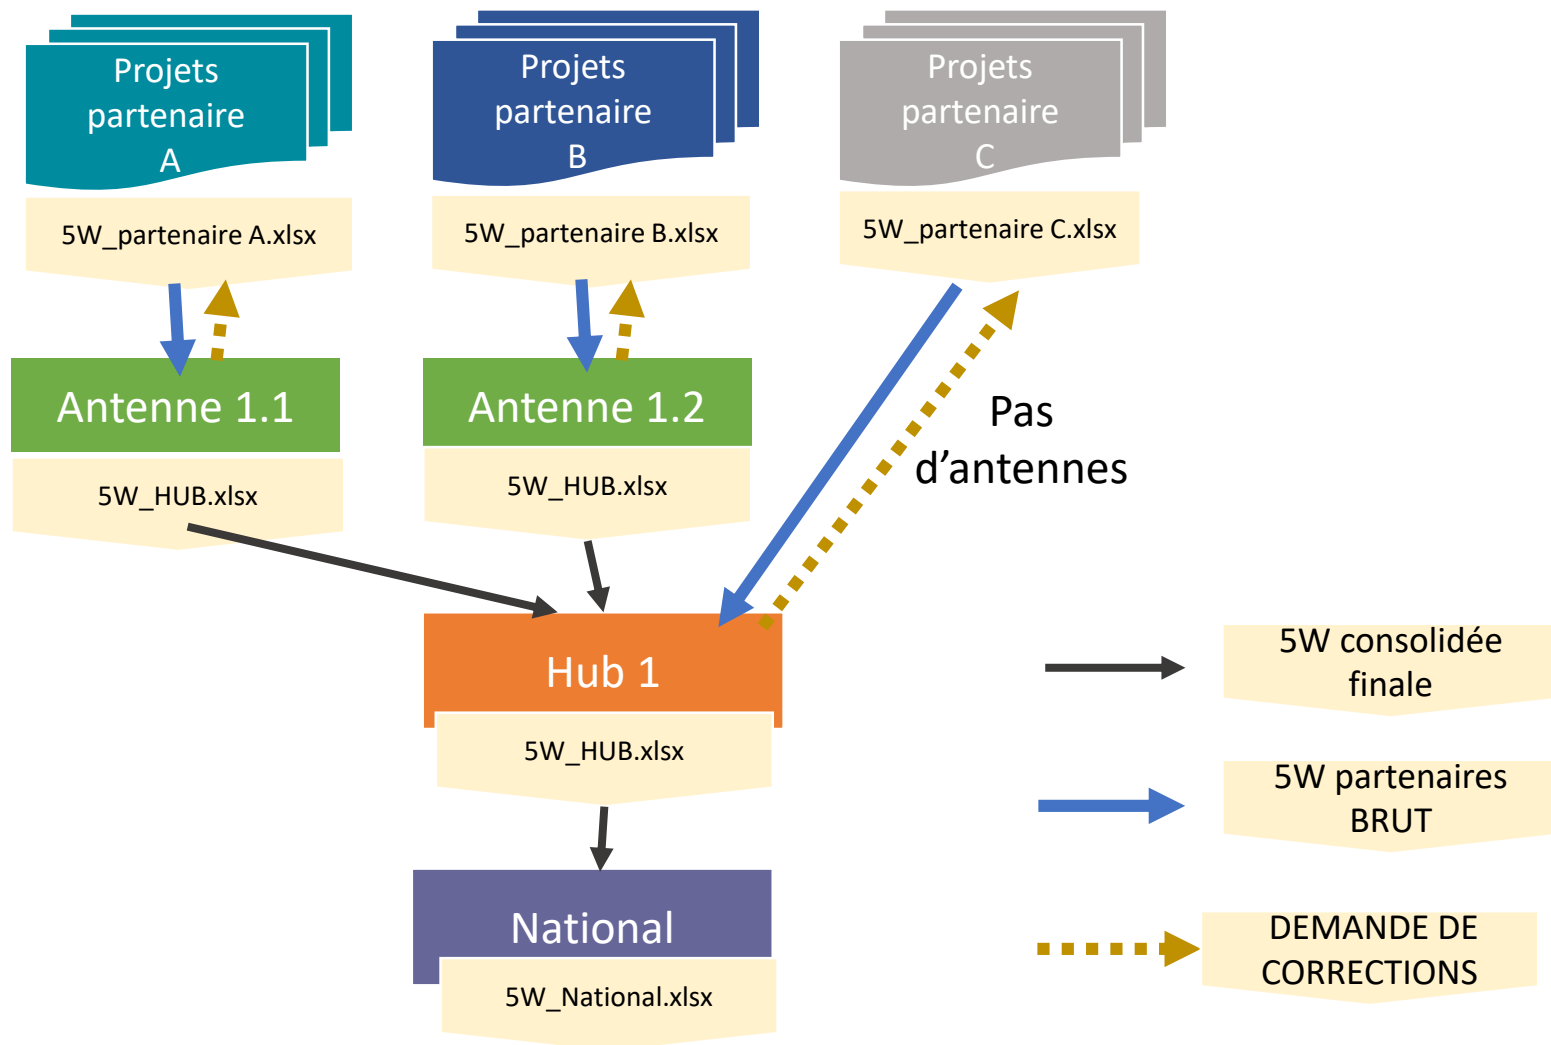 Projets
partenaire
A
Projets
partenaire
B
Projets
partenaire
C
5W_partenaire A.xlsx
5W_partenaire B.xlsx
5W_partenaire C.xlsx
Antenne 1.1
Antenne 1.2
Pas
d’antennes
5W_HUB.xlsx
5W_HUB.xlsx
Hub 1
5W_HUB.xlsx
National
5W_National.xlsx
5W consolidée
finale
5W partenaires
BRUT
DEMANDE DE
CORRECTIONS